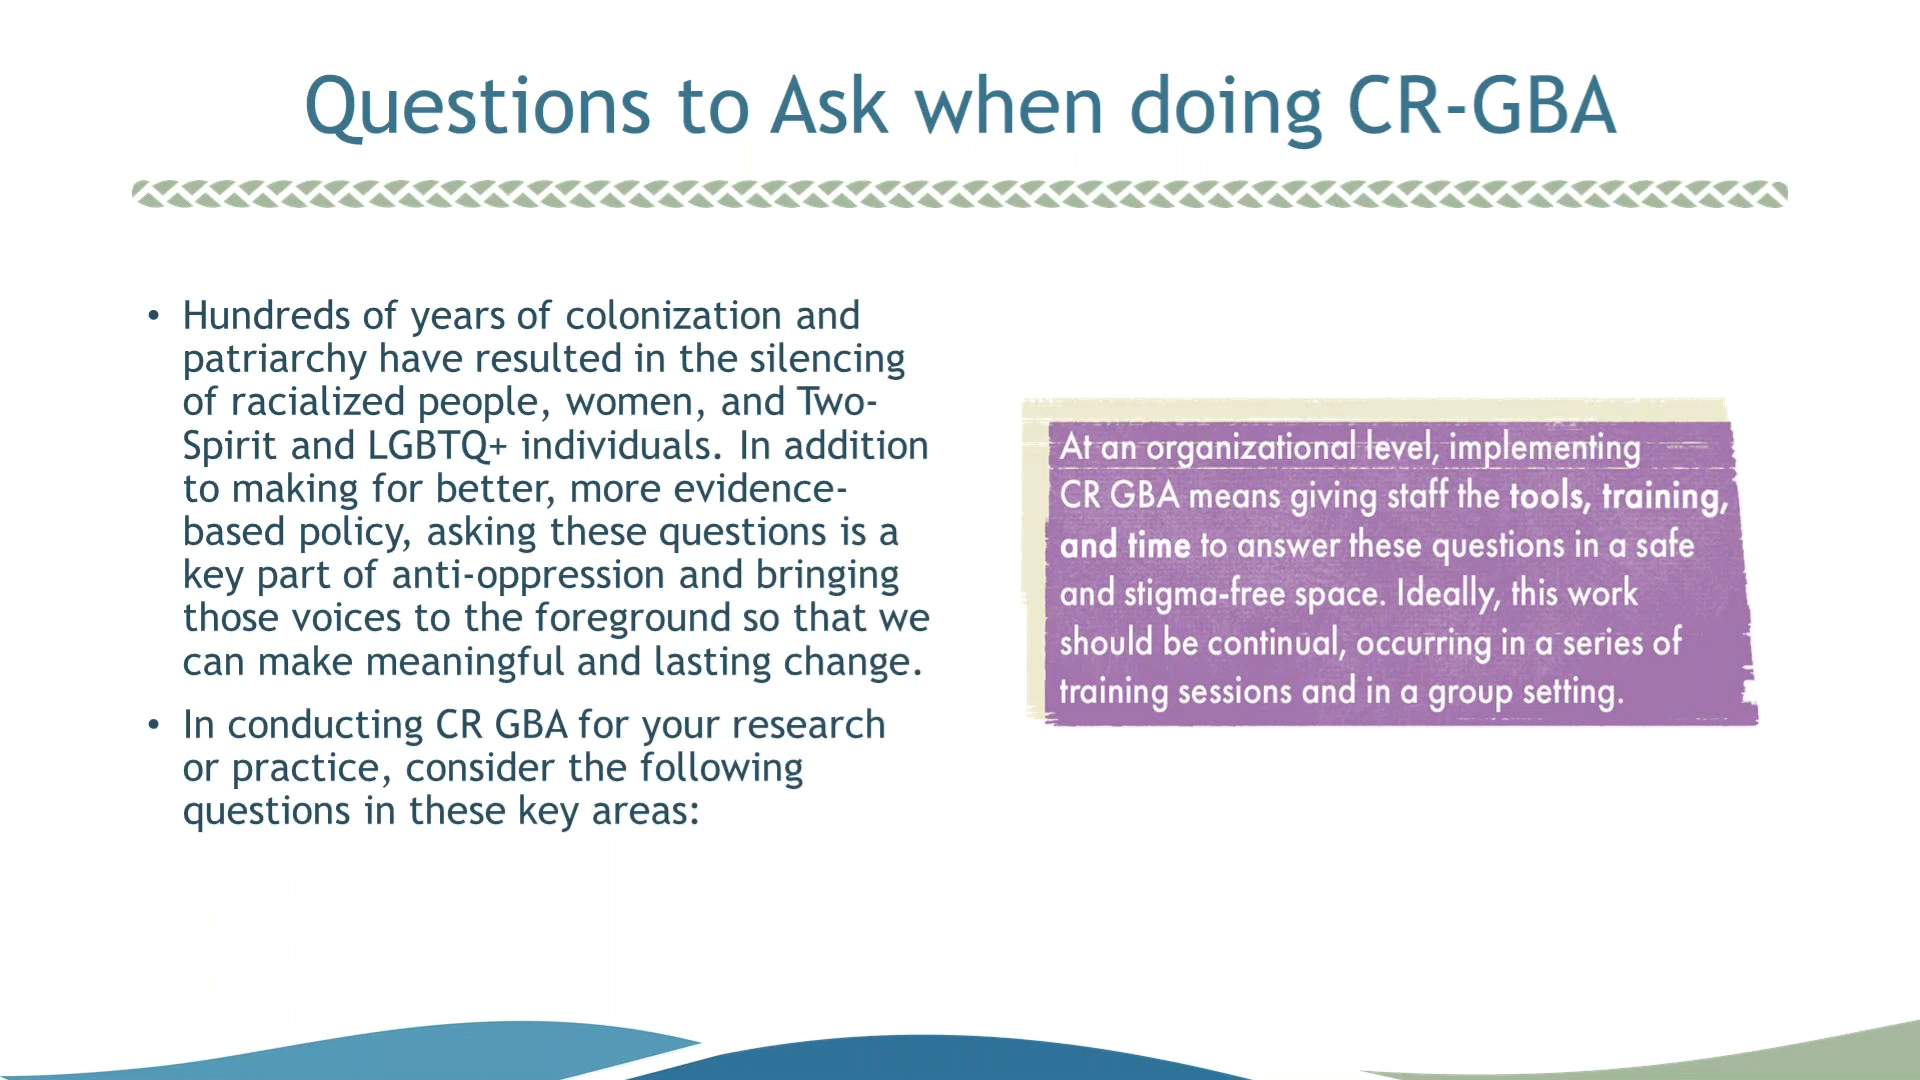 Questions to Ask when doing CR-GBA
• Hundreds of years of colonization and
patriarchy have resulted in the silencing
of racialized people, women, and Two-
Spirit and LGBTQ+ individuals. In addition
to making for better, more evidence-
based policy, asking these questions is a
key part of anti-oppression and bringing
those voices to the foreground so that we
can make meaningful and lasting change.
• In conducting CR GBA for your research
or practice, consider the following
questions in these key areas:
At an organizational level, implementing
CR GBA means giving staff the tools, training,
and time to answer these questions in a safe
and stigma-free space. Ideally, this work
should be continual, occurring in a series of
training sessions and in a group setting.